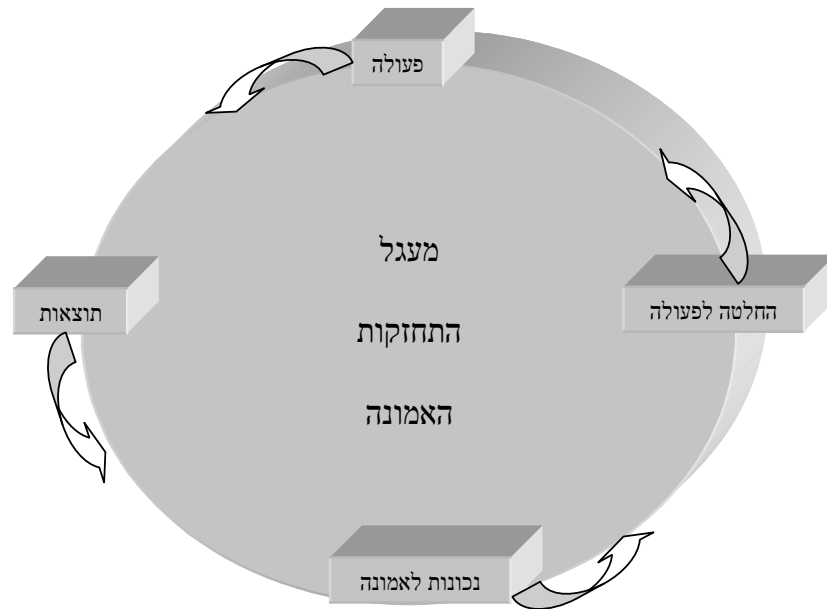 פעולה
מעגל
התחזקות
האמונה
החלטה לפעולה
תוצאות
נכונות לאמונה